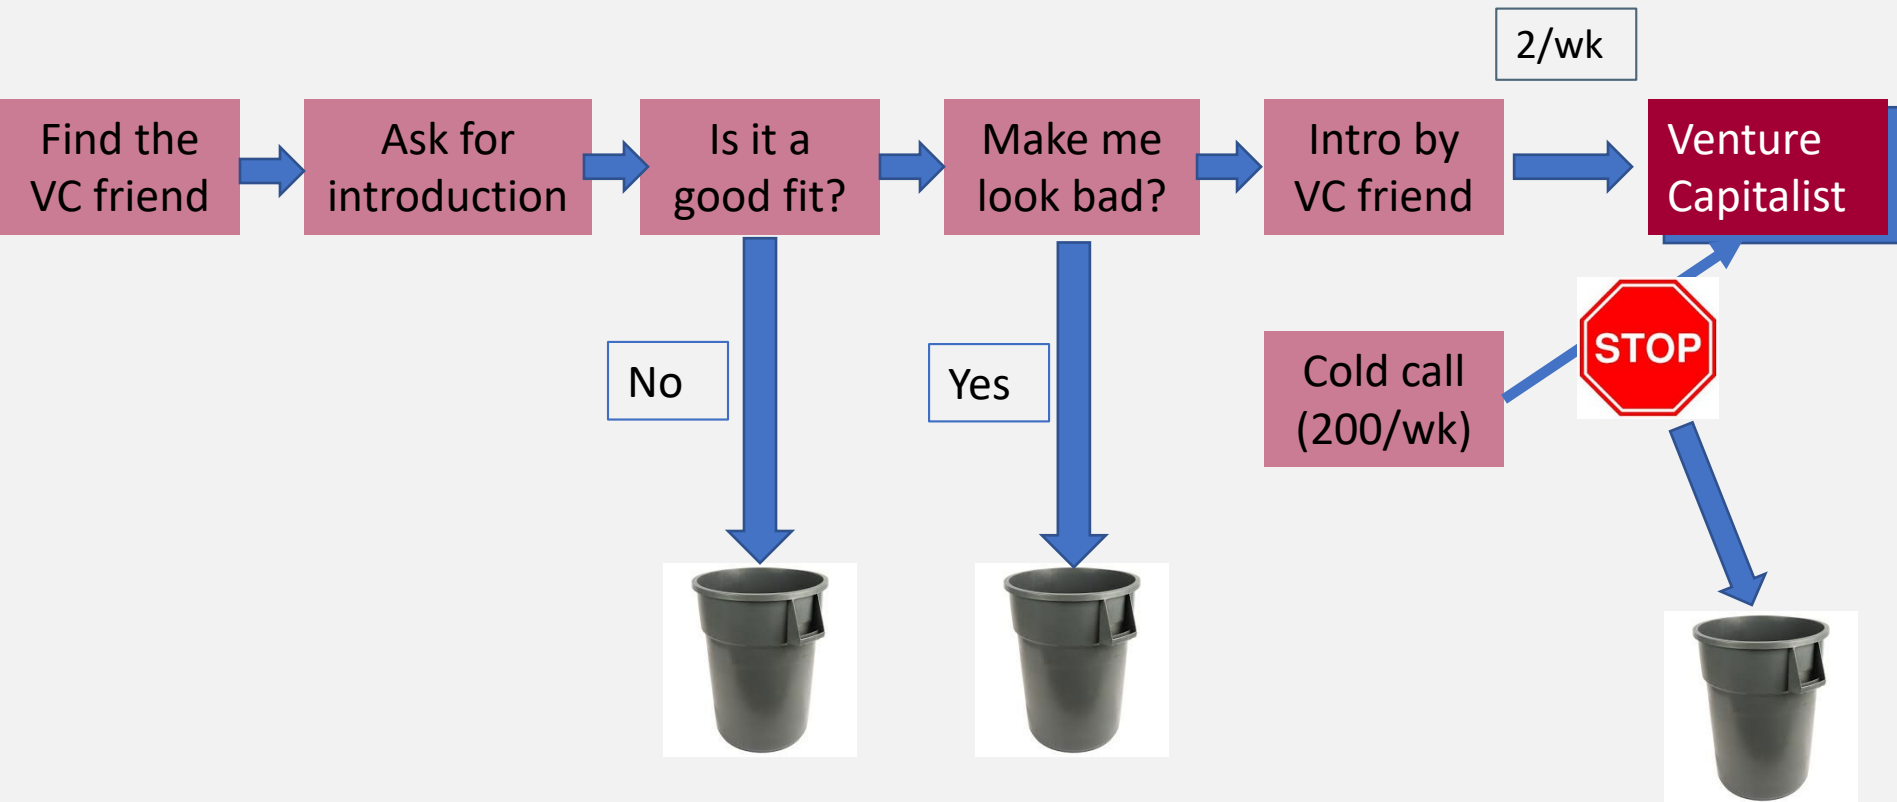 2/wk
Find the
VC friend
Ask for
introduction
Is it a
good fit?
Make me
look bad?
Intro by
VC friend
Venture
Capitalist
No
Yes
Cold call
(200/wk)
STOP